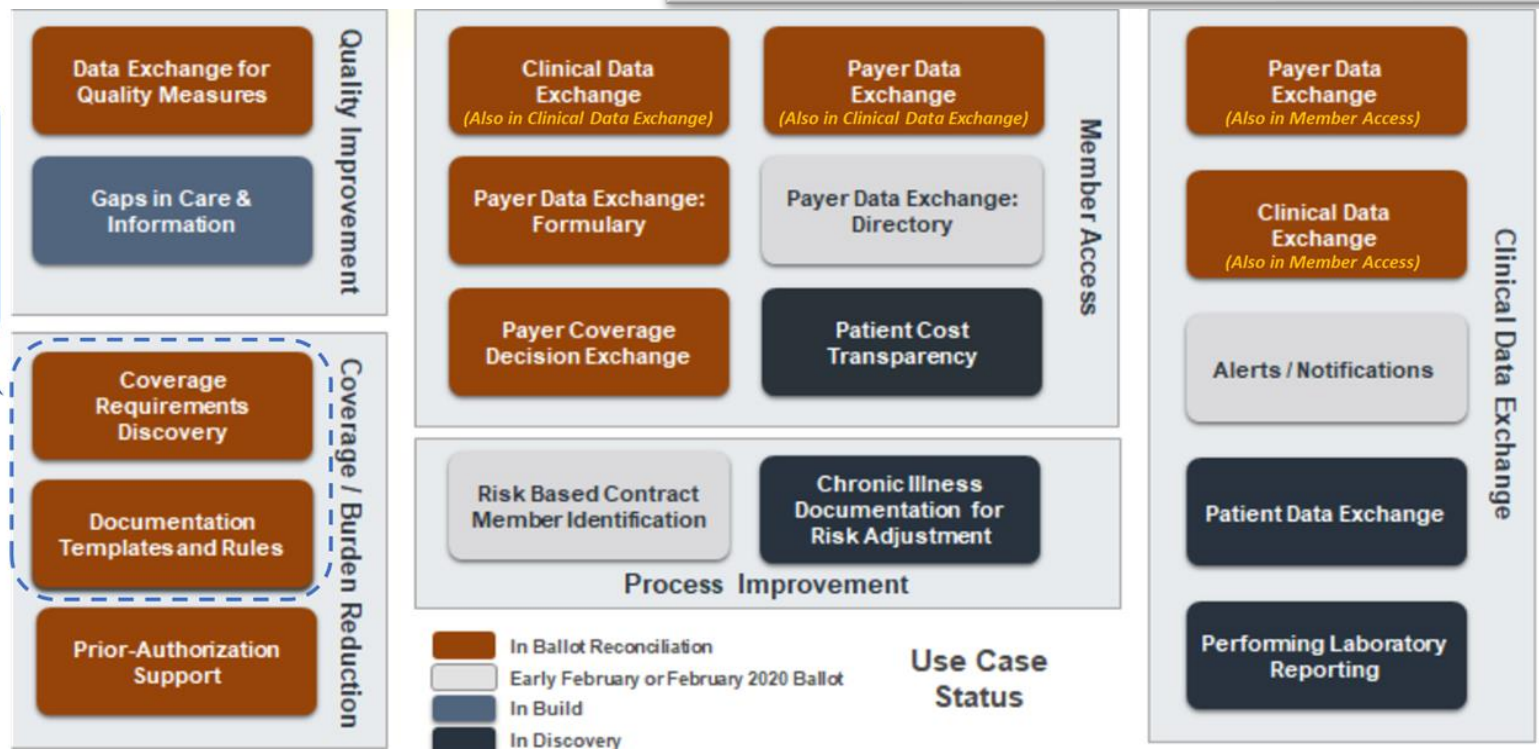 Data Exchange for
Quality Measures
Gaps in Care &
Information
Quality Improvement
Coverage
Requirements
Discovery
Documentation
Templates and Rules
Prior-Authorization
Support
Coverage / Burden Reduction
Clinical Data
Exchange
(Also in Clinical Data Exchange)
Payer Data
Exchange
(Also in Clinical Data Exchange)
Payer Data Exchange:
Formulary
Payer Data Exchange:
Directory
Payer Coverage
Decision Exchange
Patient Cost
Transparency
Member Access
Risk Based Contract
Member Identification
Chronic Illness
Documentation for
Risk Adjustment
Process Improvement
In Ballot Reconciliation
Early February or February 2020 Ballot
In Build
In Discovery
Use Case
Status
Payer Data
Exchange
(Also in Member Access)
Clinical Data
Exchange
(Also in Member Access)
Alerts / Notifications
Patient Data Exchange
Performing Laboratory
Reporting
Clinical Data Exchange